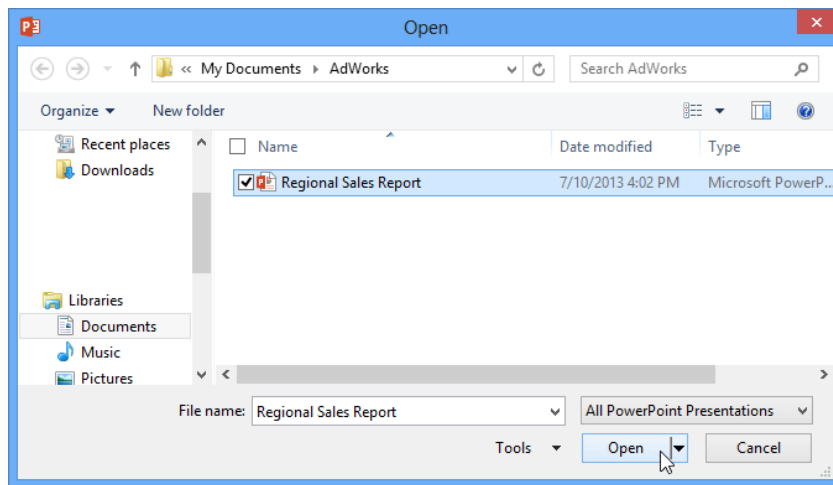 Open
« My Documents ▸ AdWorks
Search AdWorks
Organize
New folder
Recent places
Downloads
Libraries
Documents
Music
Pictures
Name
Date modified
Type
Regional Sales Report
7/10/2013 4:02 PM
Microsoft PowerP...
File name:
Regional Sales Report
All PowerPoint Presentations
Tools
Open
Cancel